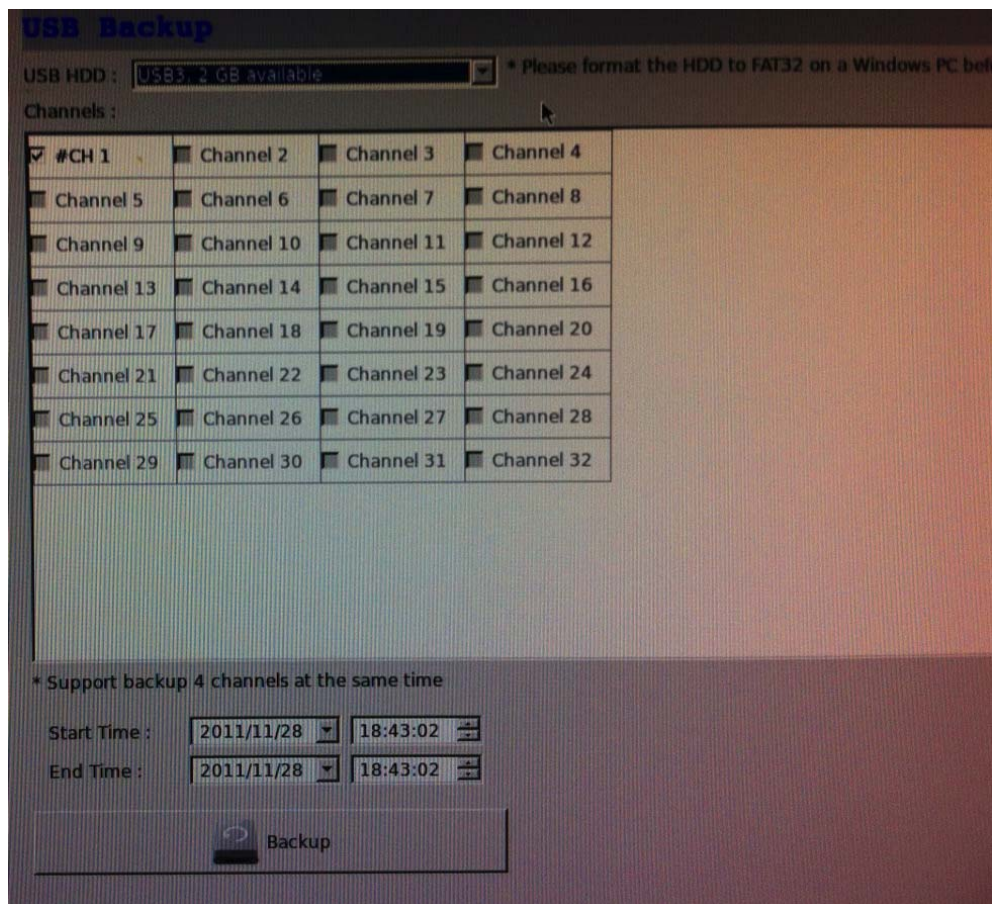 USB Backup
USB HDD : USB3, 2 GB available * Please format the HDD to FAT32 on a Windows PC
Channels :
#CH 1 Channel 2 Channel 3 Channel 4
Channel 5 Channel 6 Channel 7 Channel 8
Channel 9 Channel 10 Channel 11 Channel 12
Channel 13 Channel 14 Channel 15 Channel 16
Channel 17 Channel 18 Channel 19 Channel 20
Channel 21 Channel 22 Channel 23 Channel 24
Channel 25 Channel 26 Channel 27 Channel 28
Channel 29 Channel 30 Channel 31 Channel 32
* Support backup 4 channels at the same time
Start Time : 2011/11/28 18:43:02
End Time : 2011/11/28 18:43:02
Backup